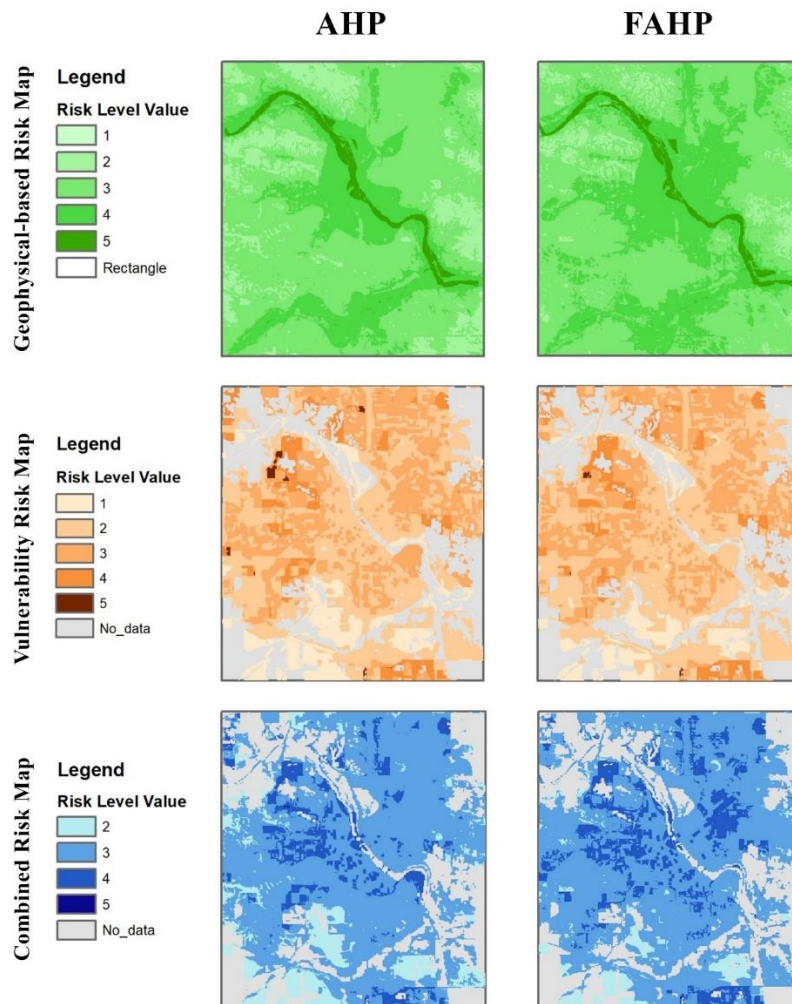 AHP
FAHP
Geophysical-based Risk Map
Legend
Risk Level Value
1
2
3
4
5
Rectangle
Vulnerability Risk Map
Legend
Risk Level Value
1
2
3
4
5
No_data
Combined Risk Map
Legend
Risk Level Value
2
3
4
5
No_data